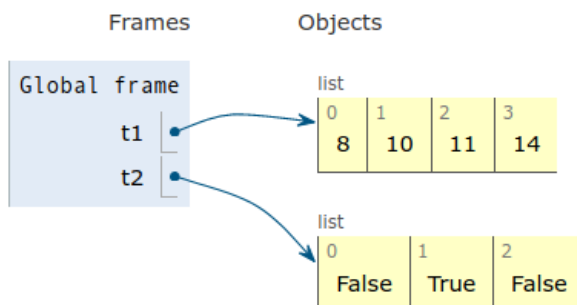 Frames Objects
Global frame
t1
t2
list
0 1 2 3
8 10 11 14
list
0 1 2
False True False